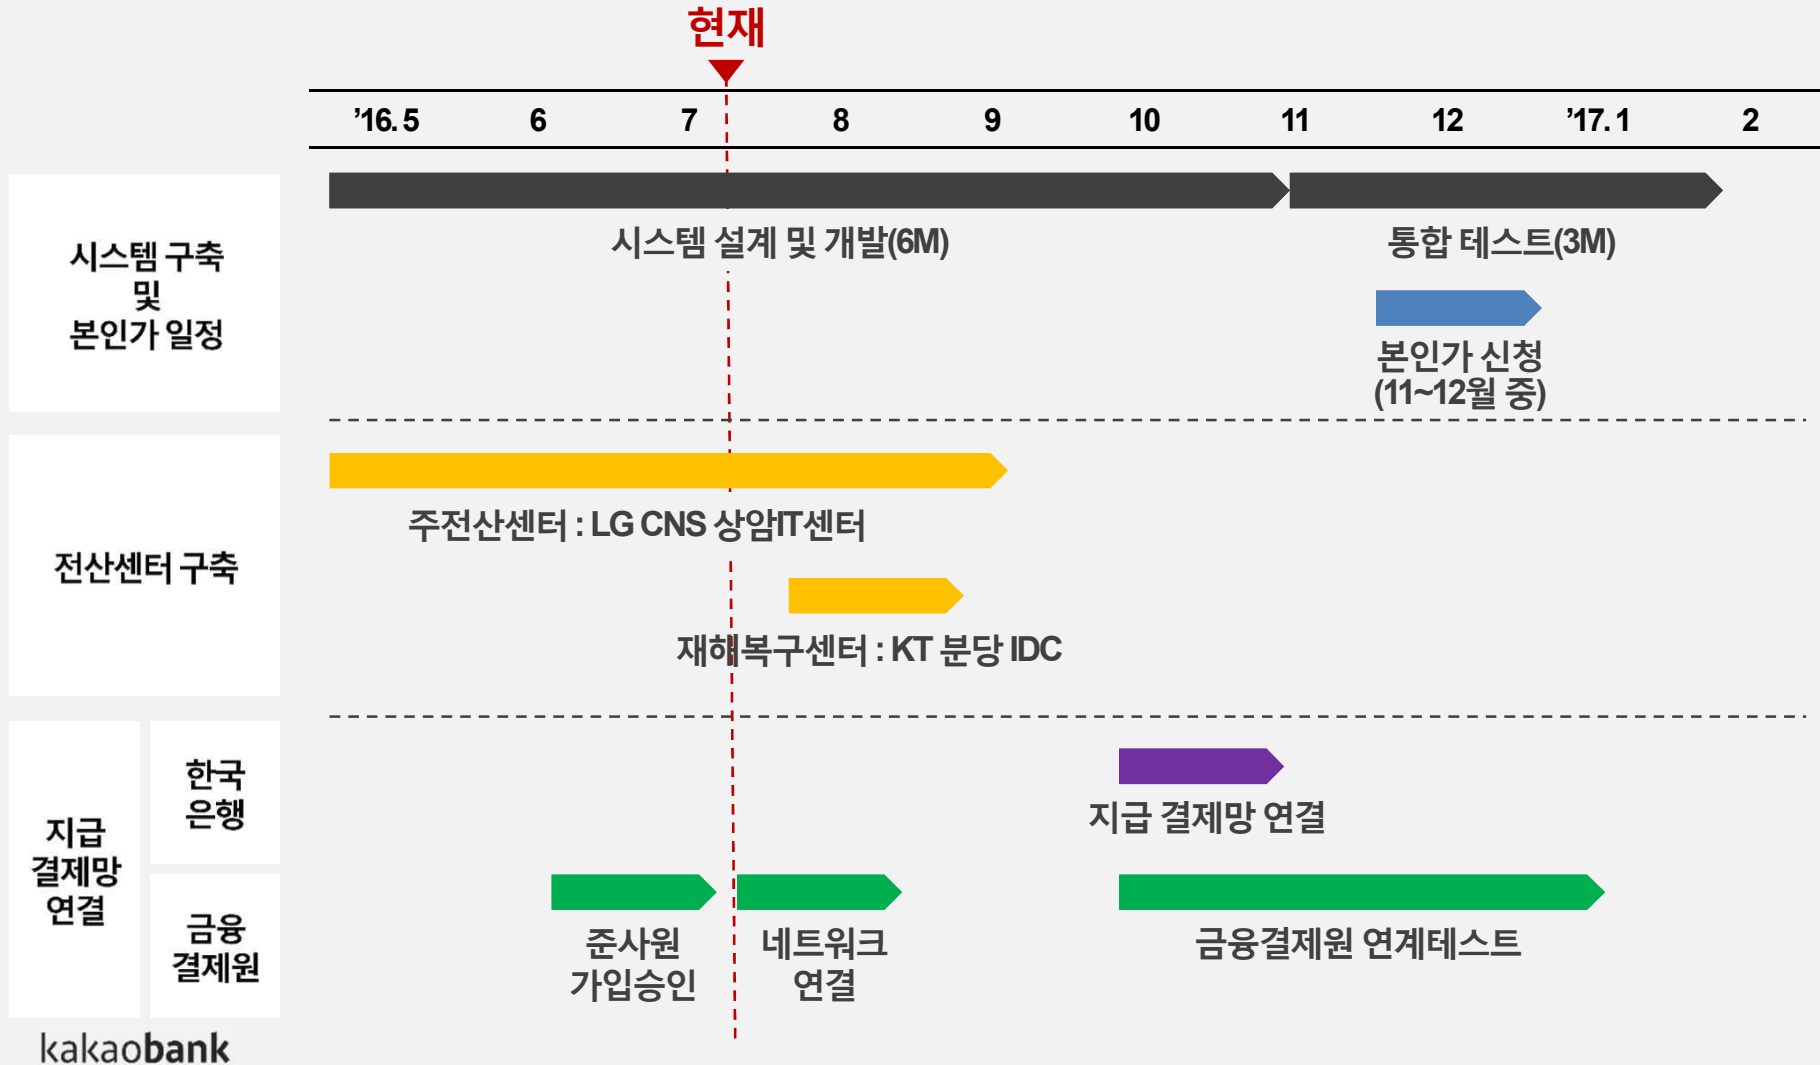 현재
’16. 5 6 7 8 9 10 11 12 ’17. 1 2
시스템 구축
및
본인가 일정
시스템 설계 및 개발(6M)
통합 테스트(3M)
본인가 신청
(11~12월 중)
전산센터 구축
주전산센터 : LG CNS 상암IT센터
재해복구센터 : KT 분당 IDC
지급
결제망
연결
한국
은행
지급 결제망 연결
금융
결제원
준사원
가입승인
네트워크
연결
금융결제원 연계테스트
kakaobank